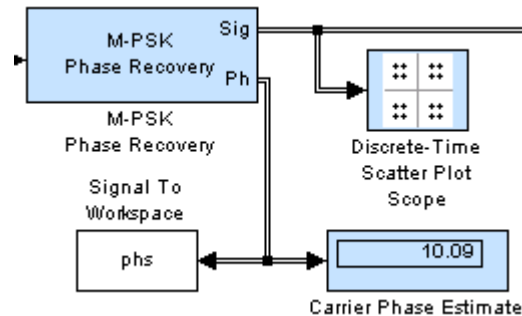 M-PSK
Phase Recovery
Sig
Ph
M-PSK
Phase Recovery
Discrete-Time
Scatter Plot
Scope
Signal To
Workspace
phs
10.09
Carrier Phase Estimate